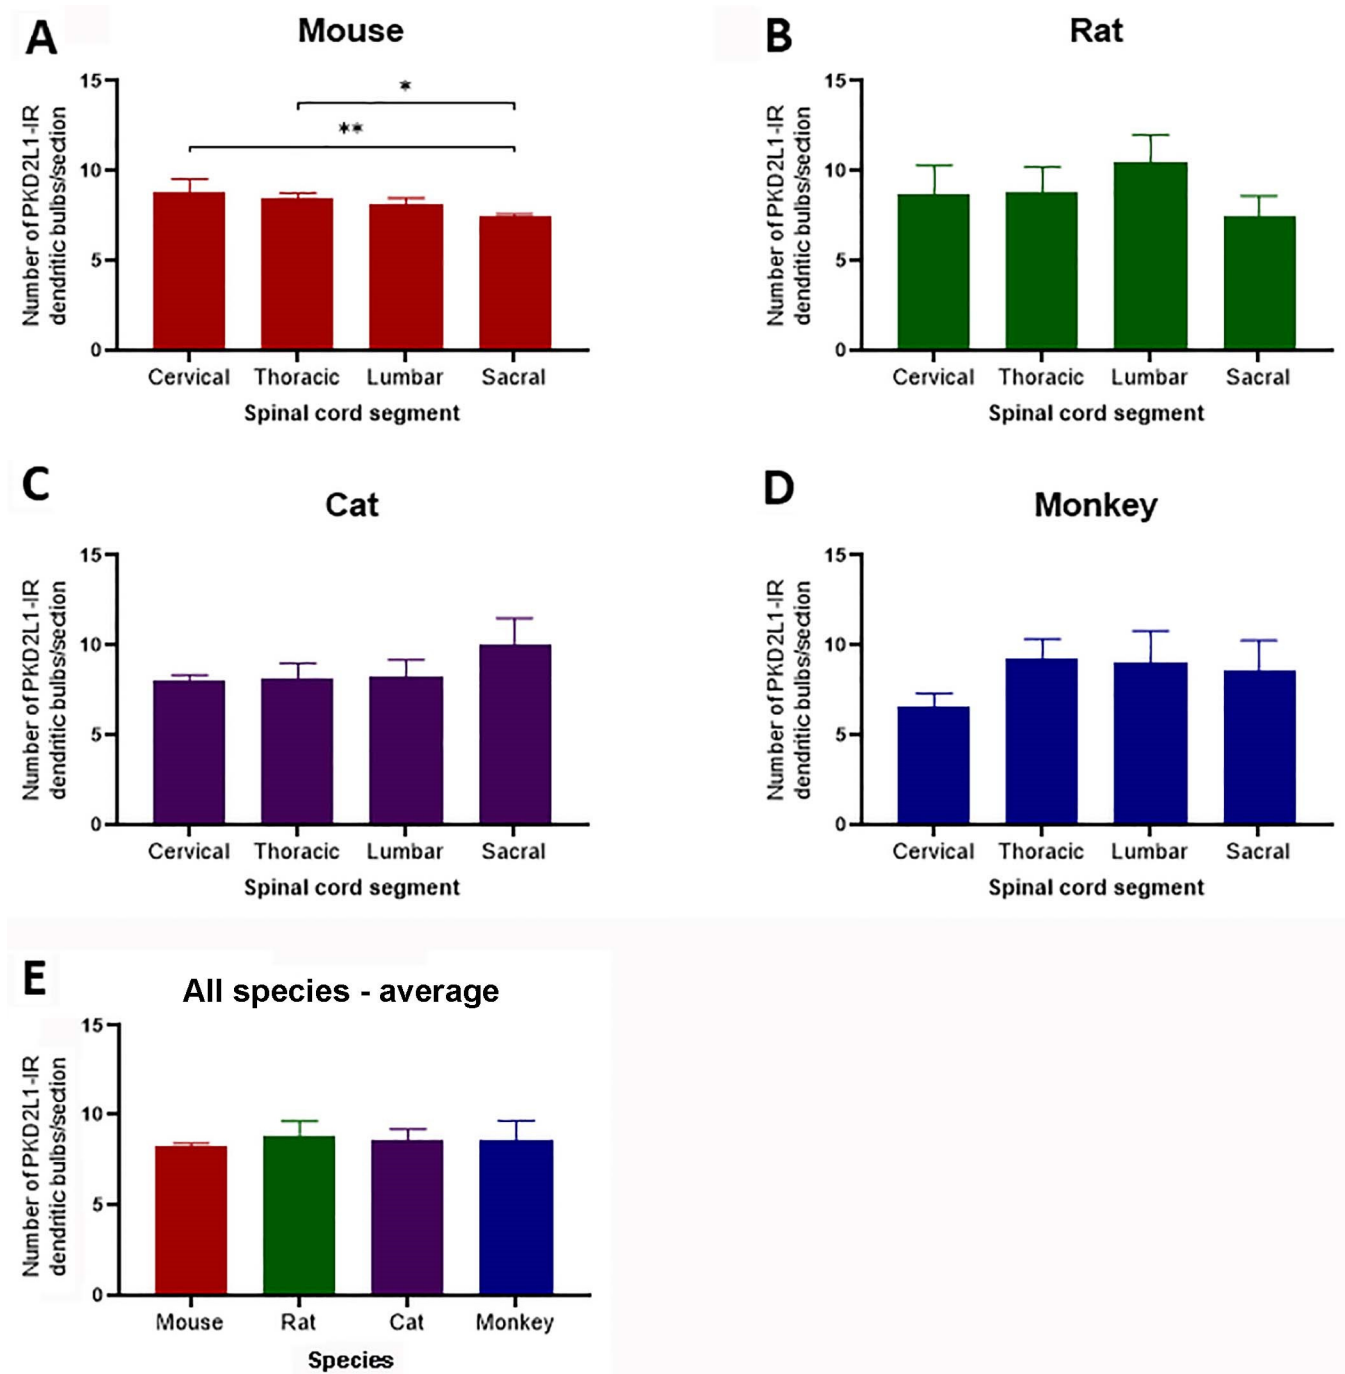 A
Mouse
Number of PKD2L1-IR
dendritic bulbs/section
15
10
5
0
*
**
Cervical Thoracic Lumbar Sacral
Spinal cord segment
B
Rat
Number of PKD2L1-IR
dendritic bulbs/section
15
10
5
0
Cervical Thoracic Lumbar Sacral
Spinal cord segment
C
Cat
Number of PKD2L1-IR
dendritic bulbs/section
15
10
5
0
Cervical Thoracic Lumbar Sacral
Spinal cord segment
D
Monkey
Number of PKD2L1-IR
dendritic bulbs/section
15
10
5
0
Cervical Thoracic Lumbar Sacral
Spinal cord segment
E
All species - average
Number of PKD2L1-IR
dendritic bulbs/section
15
10
5
0
Mouse Rat Cat Monkey
Species